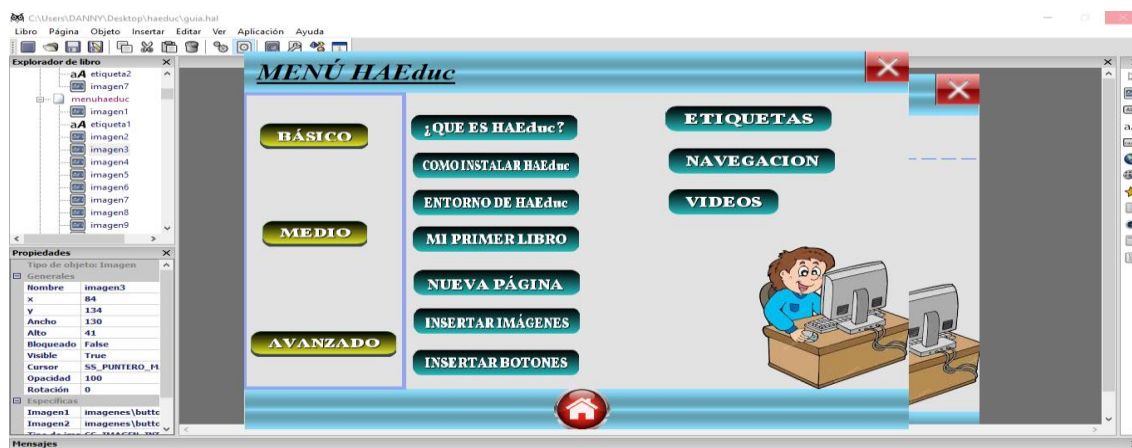 C:\Users\DANNY\Desktop\haeduc\guia.hal
Libro Página Objeto Insertar Editar Ver Aplicación Ayuda
Explorador de libro
aA etiqueta2
imagen7
menuhaeduc
imagen1
aA etiqueta1
imagen2
imagen3
imagen4
imagen5
imagen6
imagen7
imagen8
imagen9
Propiedades
Tipo de objeto: Imagen
Generales
Nombre imagen3
x 84
y 134
Ancho 130
Alto 41
Bloqueado False
Visible True
Cursor SS_PUNTERO_M
Opacidad 100
Rotación 0
Específicas
Imagen1 imagenes\buttc
Imagen2 imagenes\buttc
Mensajes
MENÚ HAEduc
BÁSICO
MEDIO
AVANZADO
¿QUE ES HAEduc?
COMO INSTALAR HAEduc
ENTORNO DE HAEduc
MI PRIMER LIBRO
NUEVA PÁGINA
INSERTAR IMÁGENES
INSERTAR BOTONES
ETIQUETAS
NAVEGACION
VIDEOS